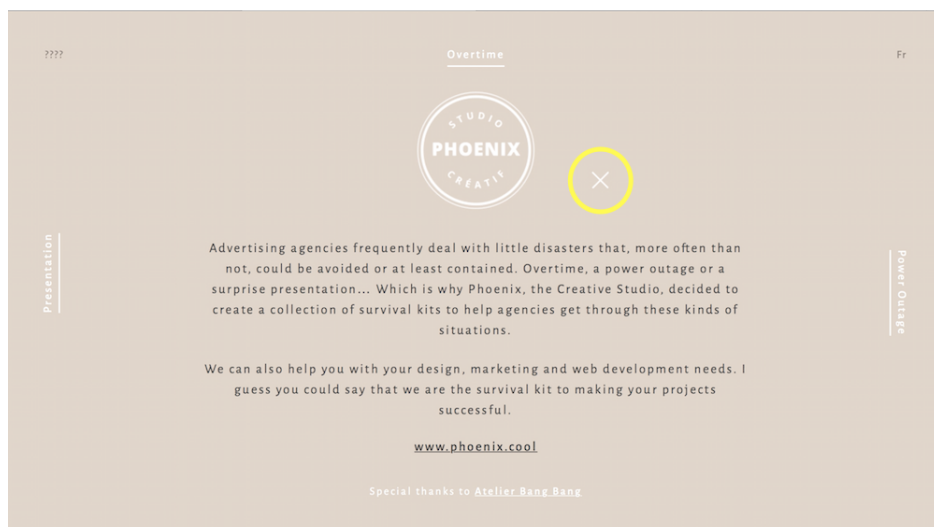 ????
Overtime
Fr
STUDIO
PHOENIX
CRÉATIF
Presentation
Power Outage
Advertising agencies frequently deal with little disasters that, more often than
not, could be avoided or at least contained. Overtime, a power outage or a
surprise presentation... Which is why Phoenix, the Creative Studio, decided to
create a collection of survival kits to help agencies get through these kinds of
situations.
We can also help you with your design, marketing and web development needs. I
guess you could say that we are the survival kit to making your projects
successful.
www.phoenix.cool
Special thanks to Atelier Bang Bang